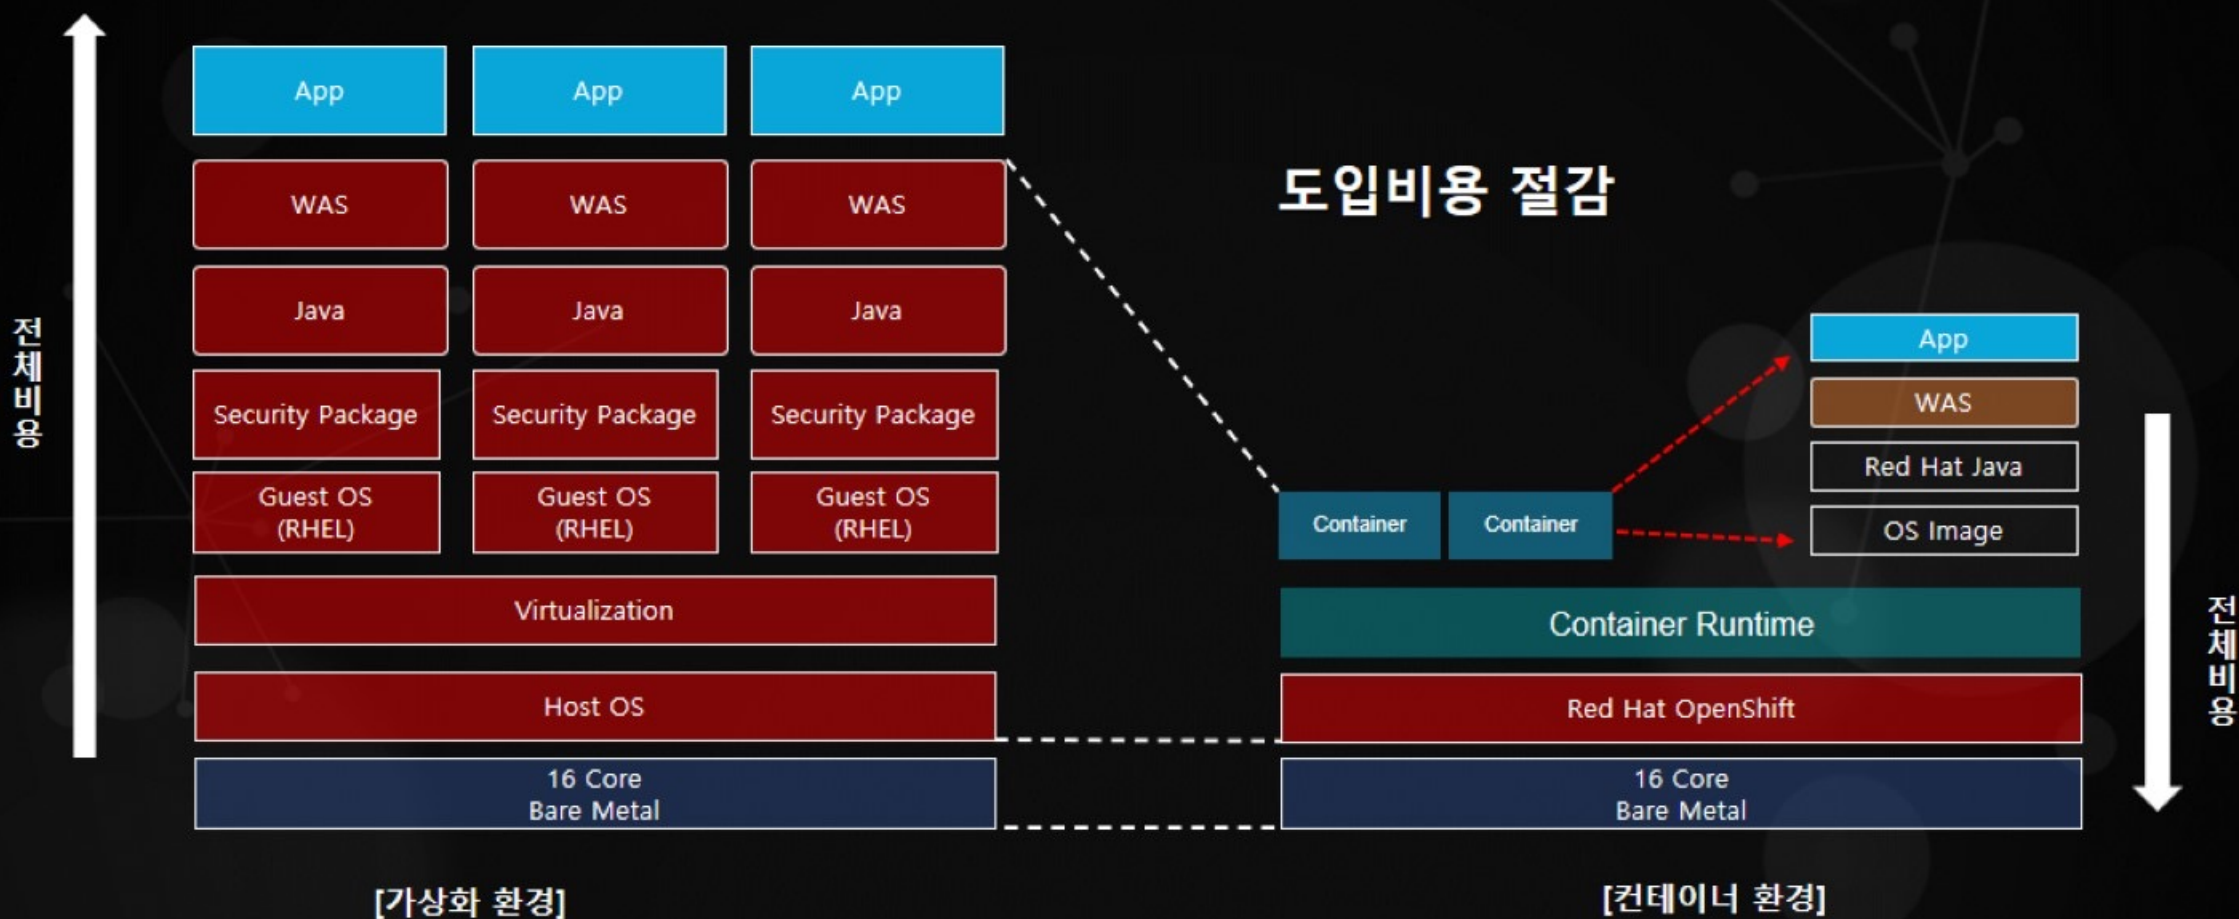 전체비용
App
App
App
WAS
WAS
WAS
Java
Java
Java
Security Package
Security Package
Security Package
Guest OS
(RHEL)
Guest OS
(RHEL)
Guest OS
(RHEL)
Virtualization
Host OS
16 Core
Bare Metal
[가상화 환경]
도입비용 절감
App
WAS
Red Hat Java
OS Image
Container
Container
Container Runtime
Red Hat OpenShift
16 Core
Bare Metal
[컨테이너 환경]
전체비용